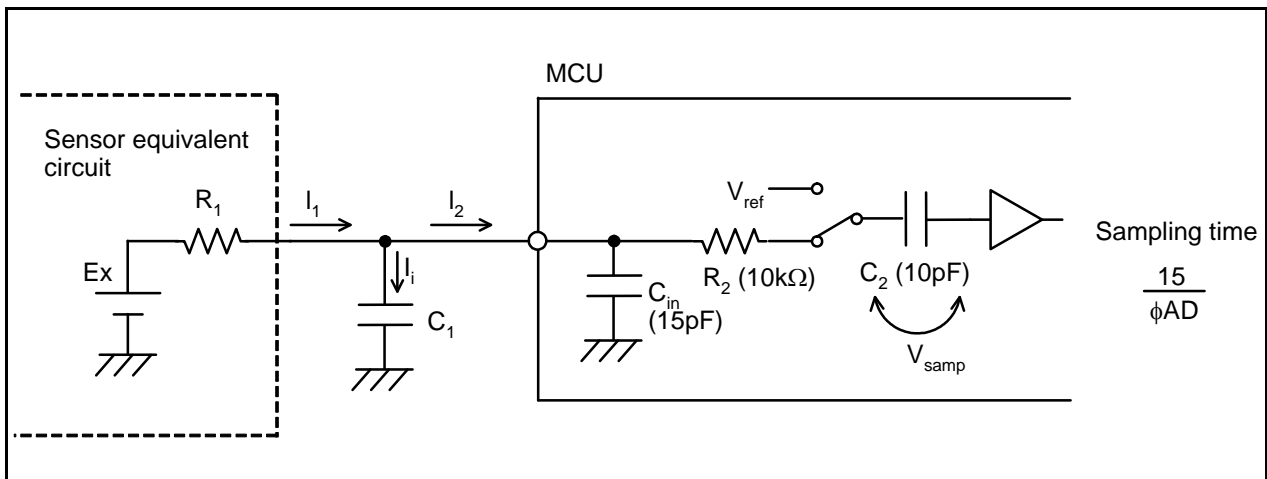 MCU
Sensor equivalent
circuit
R1
I1
I2
Vref
Ex
Ii
C1
Cin
(15pF)
R2 (10kΩ)
C2 (10pF)
Vsamp
Sampling time
15
ϕAD